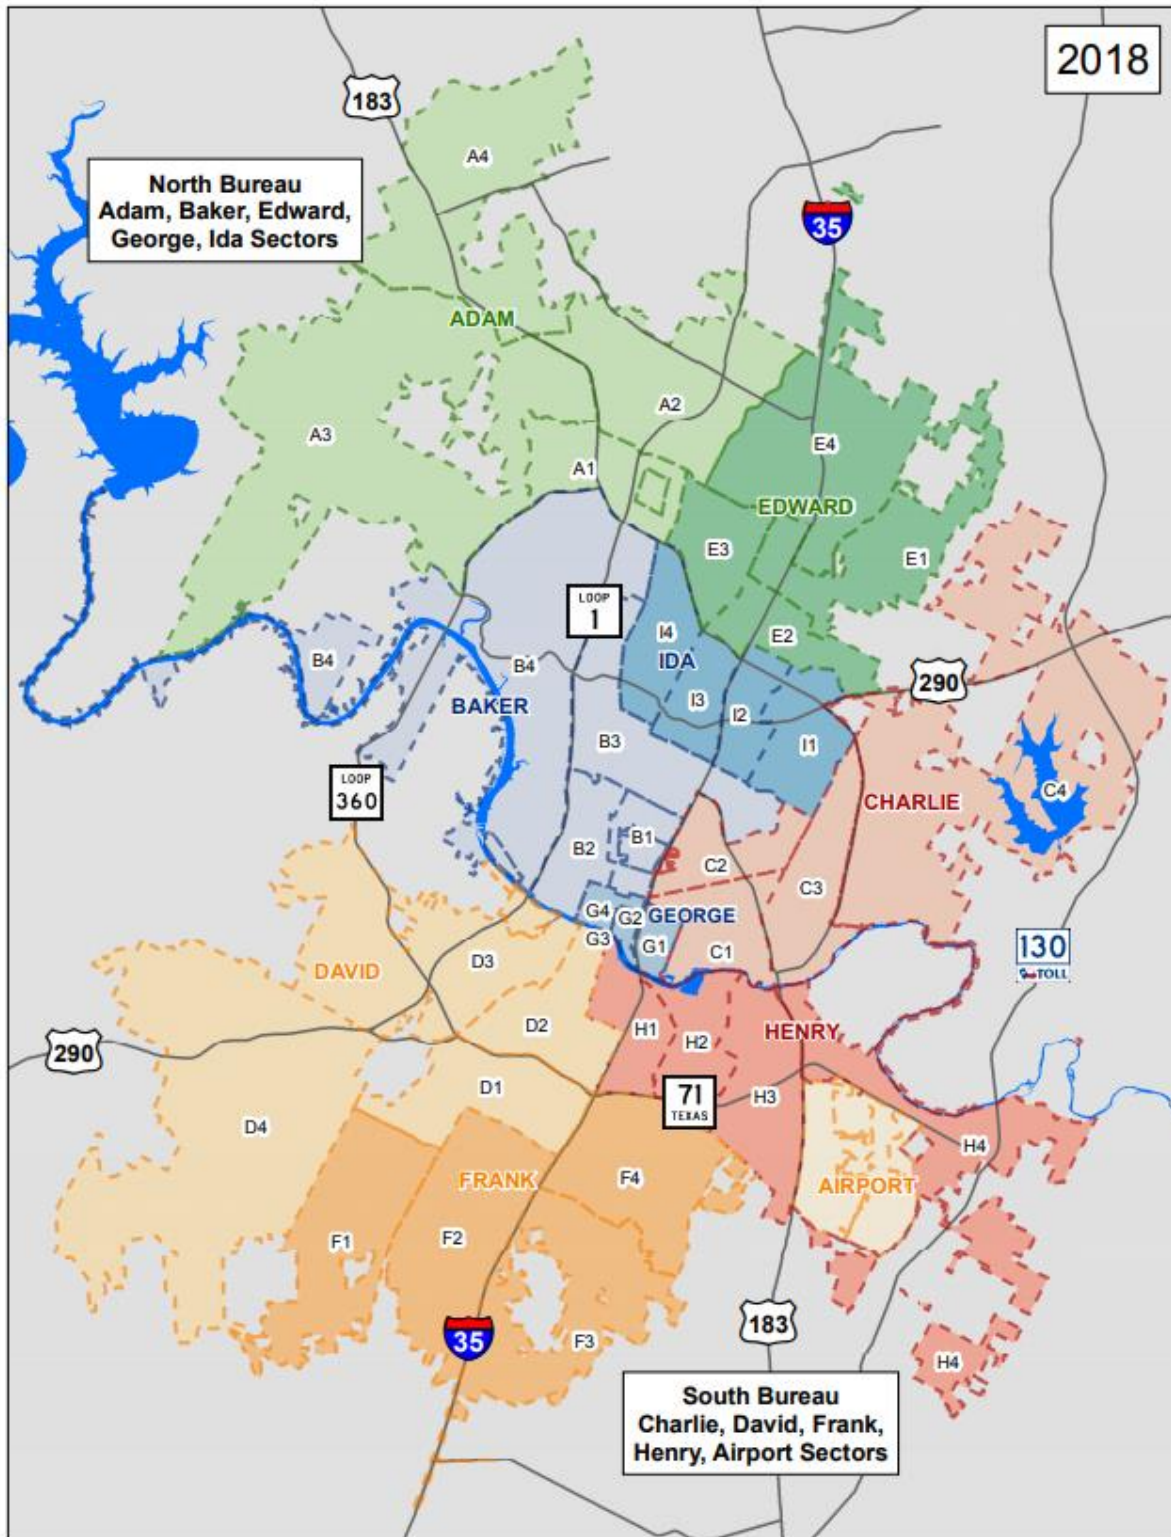 2018
183
A4
North Bureau
Adam, Baker, Edward,
George, Ida Sectors
35
ADAM
A2
A3
E4
A1
EDWARD
E3
E1
LOOP
1
I4
E2
B4
B4
IDA
290
BAKER
I3
I2
B3
I1
LOOP
360
CHARLIE
C4
B1
B2
C2
C3
G4
G2
GEORGE
G3
G1
C1
130
TOLL
D3
DAVID
D2
H1
HENRY
H2
290
D1
71
TEXAS
H3
D4
H4
F4
FRANK
AIRPORT
F1
F2
183
35
F3
H4
South Bureau
Charlie, David, Frank,
Henry, Airport Sectors